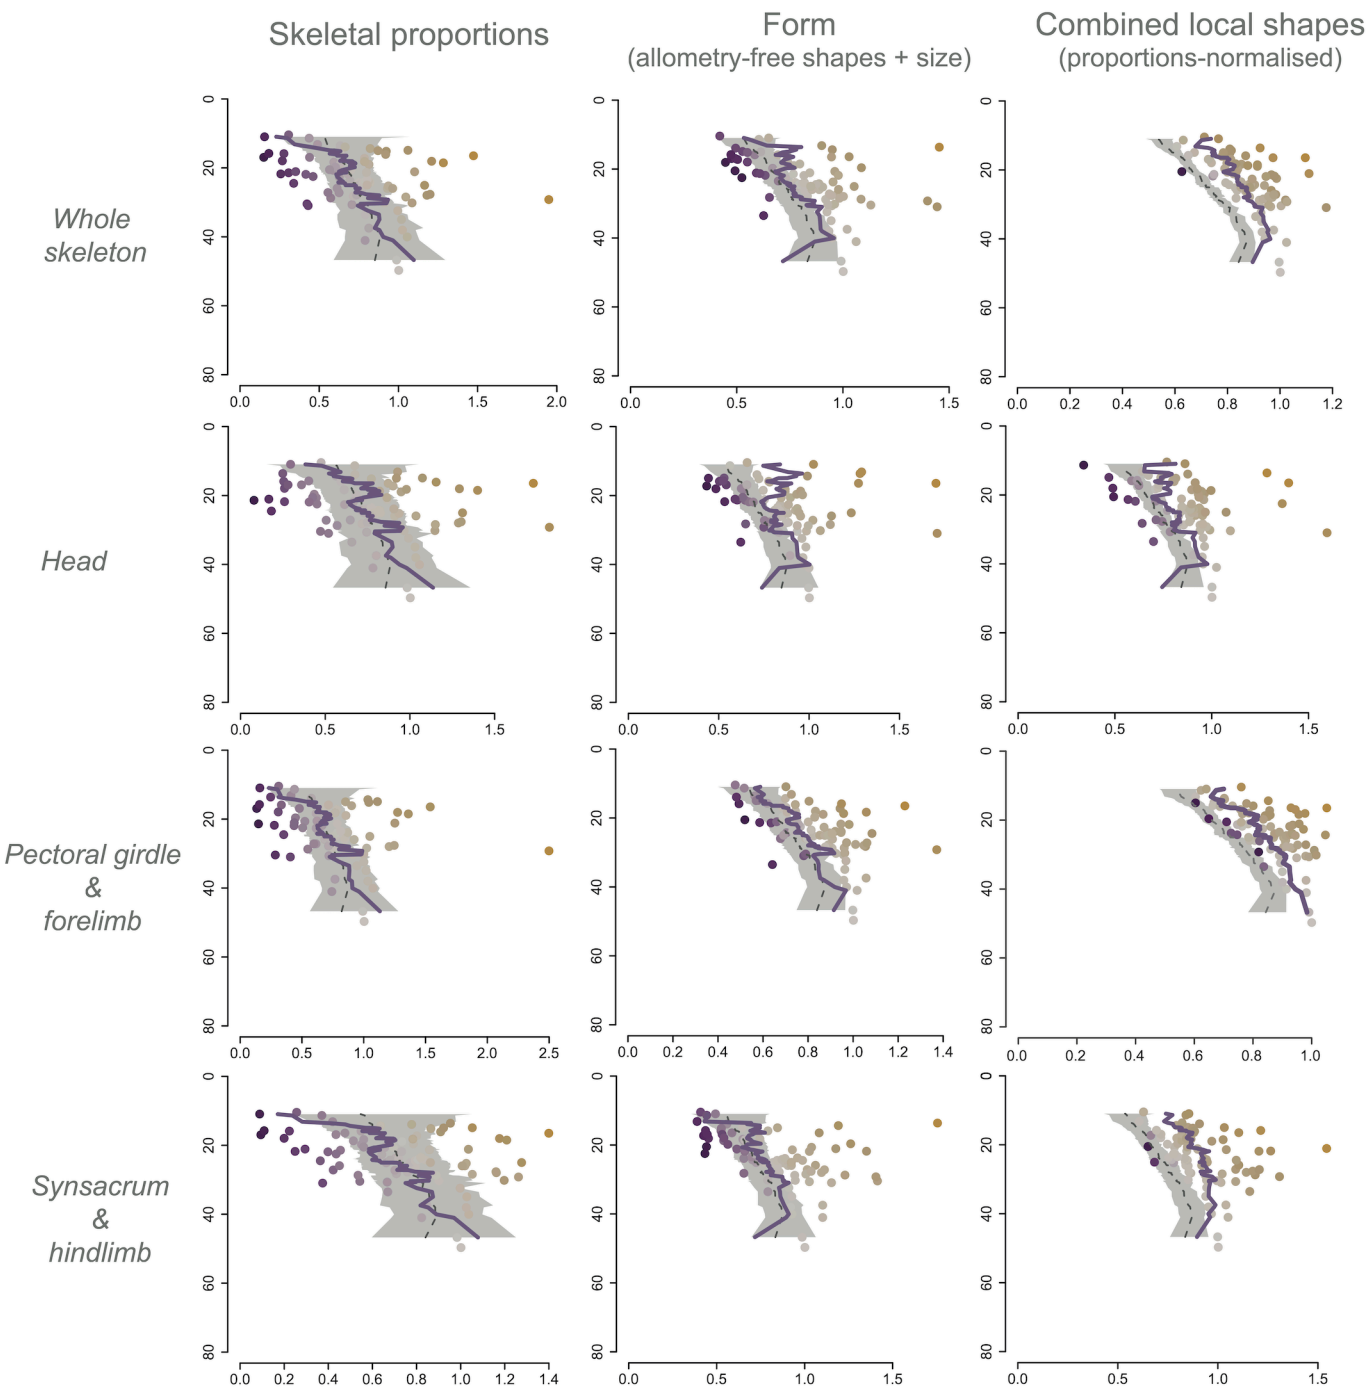 Skeletal proportions
Form
(allometry-free shapes + size)
Combined local shapes
(proportions-normalised)
Whole
skeleton
0
20
40
60
80
0.0 0.5 1.0 1.5 2.0
0
20
40
60
80
0.0 0.5 1.0 1.5
0
20
40
60
80
0.0 0.2 0.4 0.6 0.8 1.0 1.2
Head
0
20
40
60
80
0.0 0.5 1.0 1.5
0
20
40
60
80
0.0 0.5 1.0 1.5
0
20
40
60
80
0.0 0.5 1.0 1.5
Pectoral girdle
&
forelimb
0
20
40
60
80
0.0 0.5 1.0 1.5 2.0 2.5
0
20
40
60
80
0.0 0.2 0.4 0.6 0.8 1.0 1.2 1.4
0
20
40
60
80
0.0 0.2 0.4 0.6 0.8 1.0
Synsacrum
&
hindlimb
0
20
40
60
80
0.0 0.2 0.4 0.6 0.8 1.0 1.2 1.4
0
20
40
60
80
0.0 0.5 1.0 1.5
0
20
40
60
80
0.0 0.5 1.0 1.5